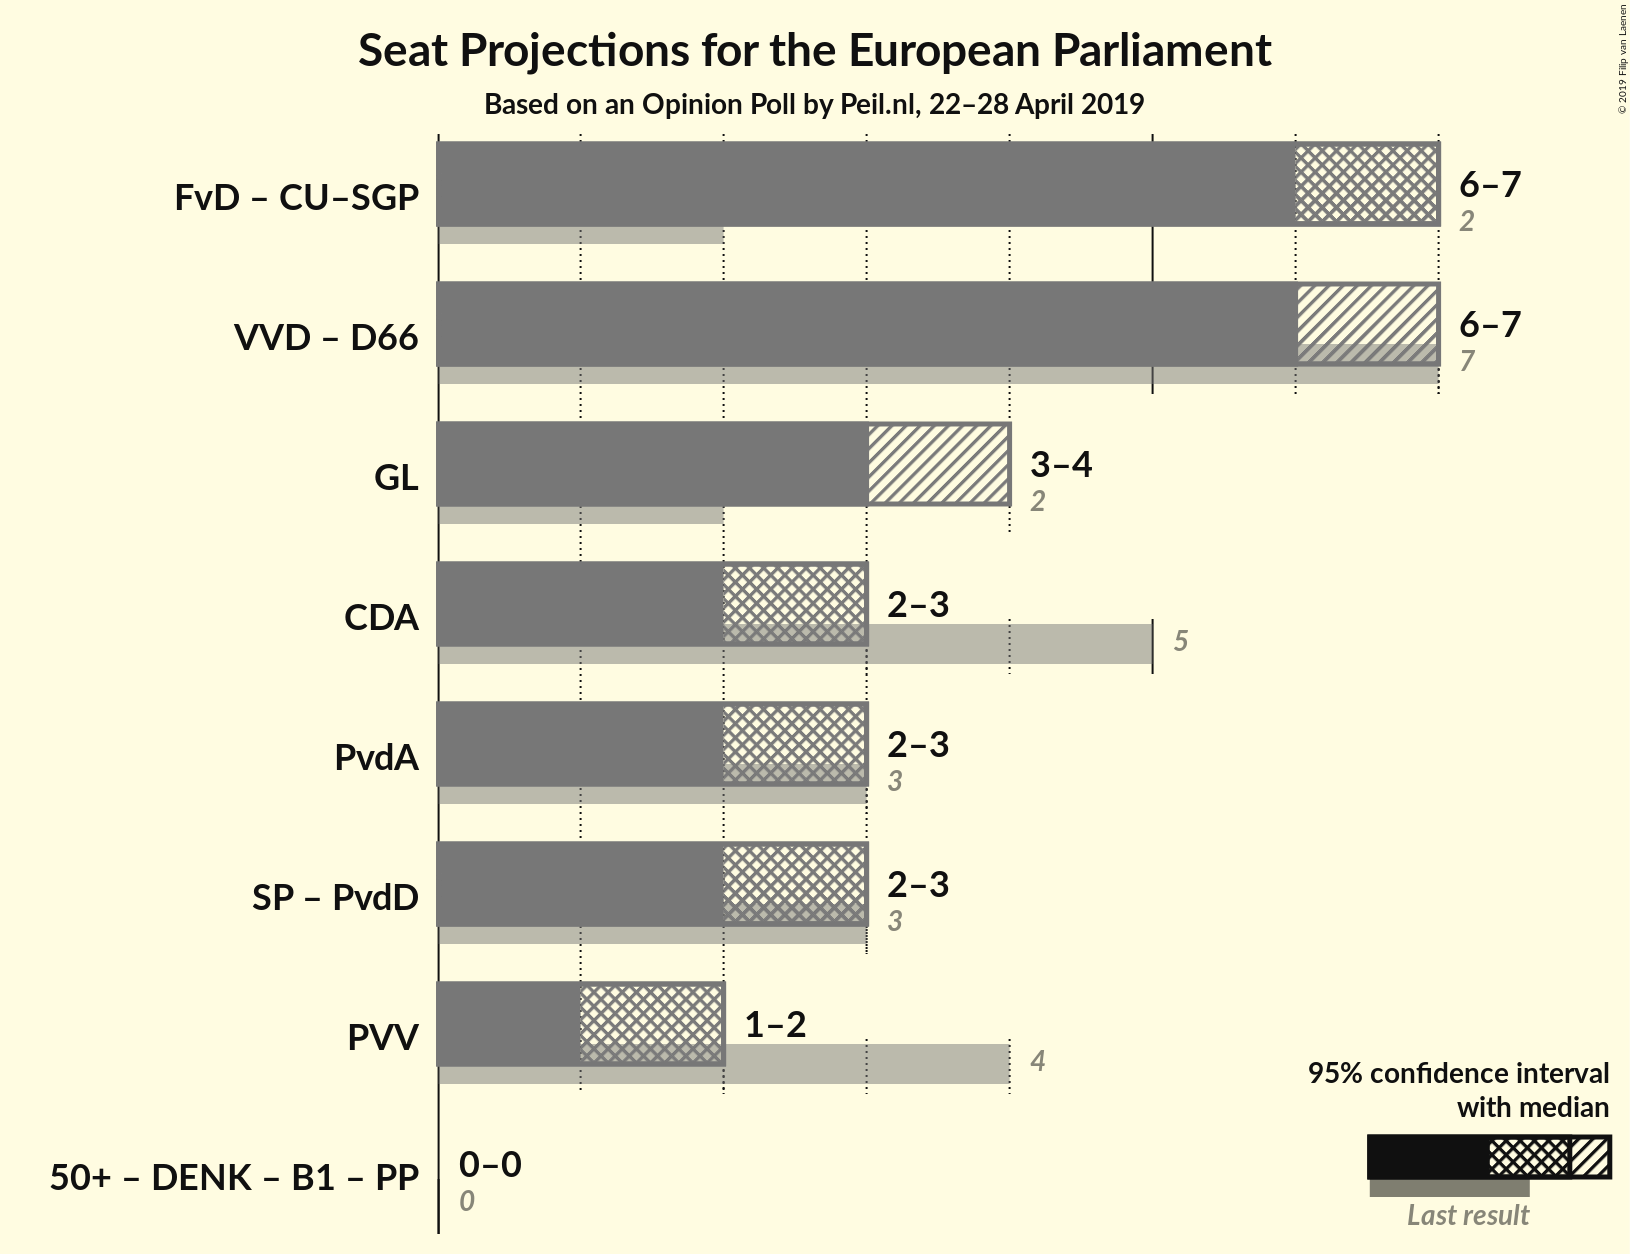 Seat Projections for the European Parliament
Based on an Opinion Poll by Peil.nl, 22–28 April 2019
© 2019 Filip van Laenen
FvD – CU–SGP
6–7
2
VVD – D66
6–7
7
GL
3–4
2
CDA
2–3
5
PvdA
2–3
3
SP – PvdD
2–3
3
PVV
1–2
4
50+ – DENK – B1 – PP
0–0
0
95% confidence interval
with median
Last result